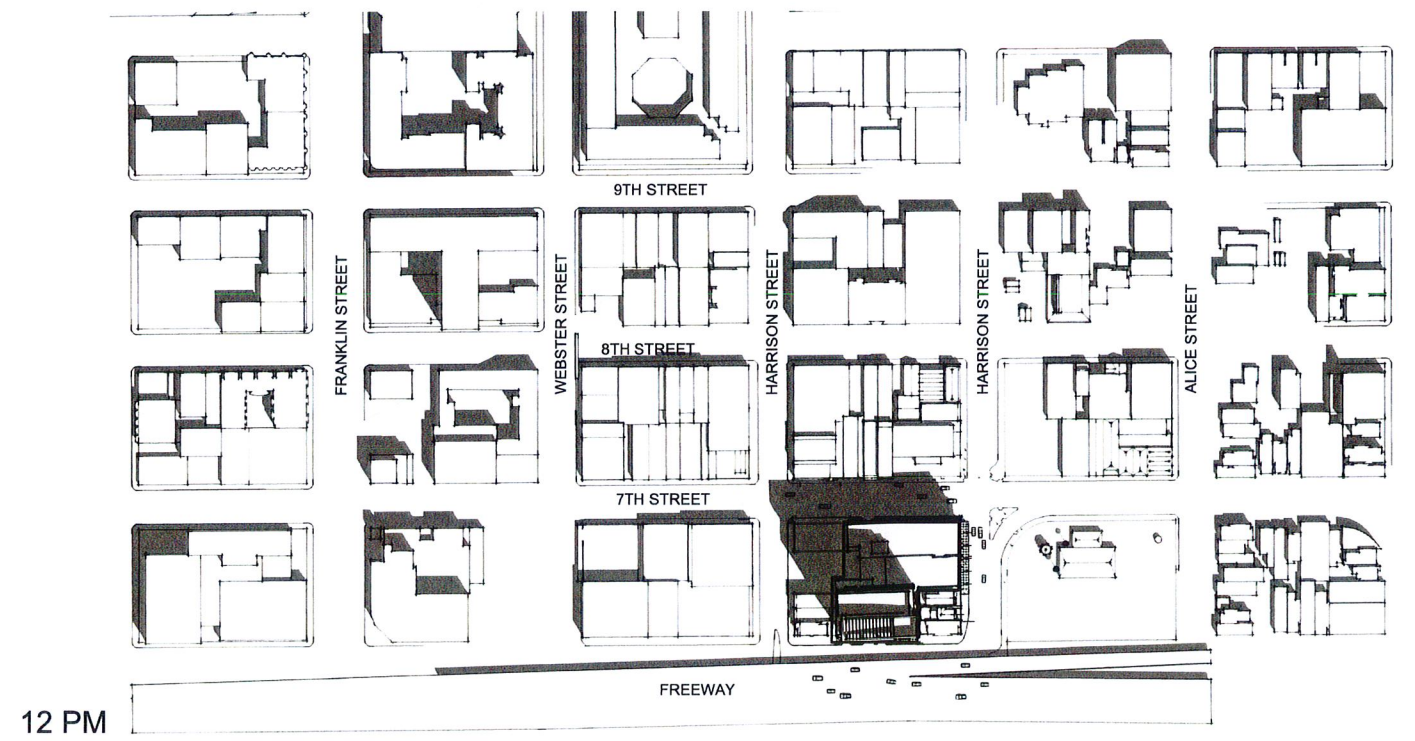 9TH STREET
FRANKLIN STREET
WEBSTER STREET
HARRISON STREET
HARRISON STREET
ALICE STREET
8TH STREET
7TH STREET
FREEWAY
12 PM